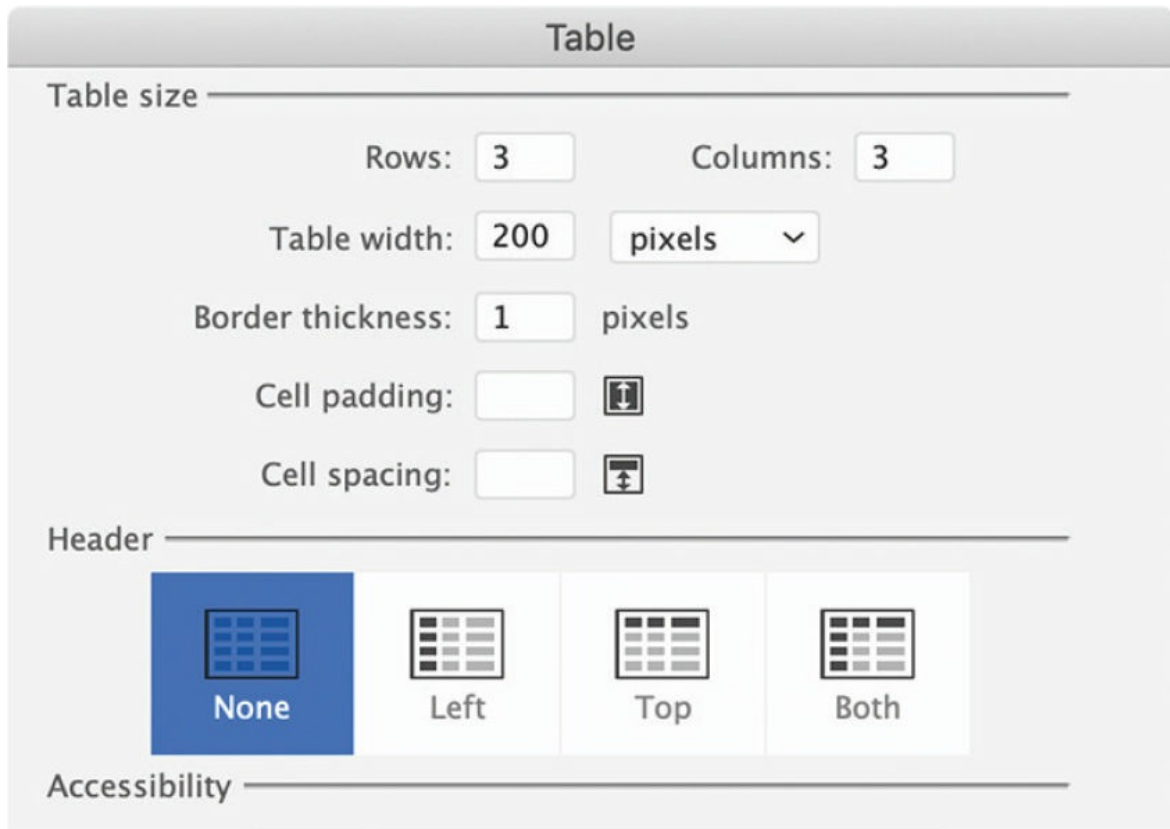 Table
Table size
Rows: 3 Columns: 3
Table width: 200 pixels
Border thickness: 1 pixels
Cell padding:
Cell spacing:
Header
None Left Top Both
Accessibility